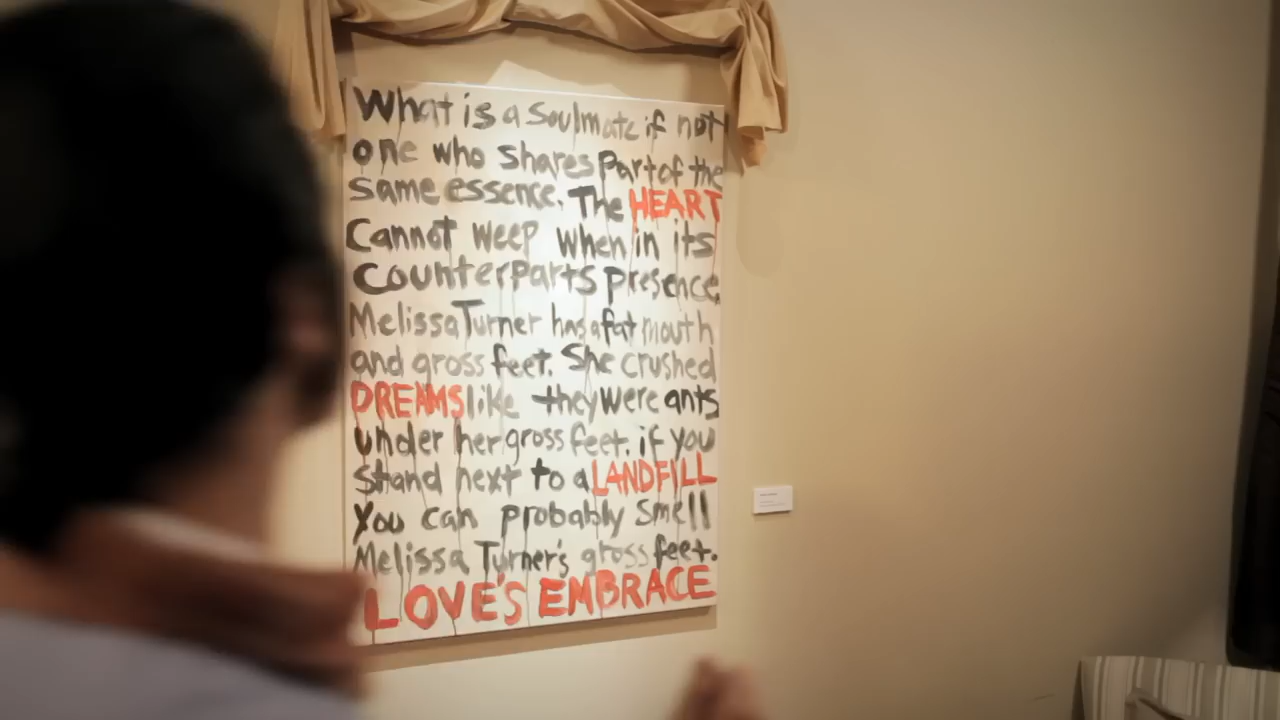 What is a Soulmate if not
one who shares part of the
same essence. The HEART
Cannot weep when in its
Counterparts presence.
Melissa Turner has a fat mouth
and gross feet. She crushed
DREAMS like they were ants
under her gross feet. if you
stand next to a LANDFILL
you can probably smell
Melissa Turner's gross feet.
LOVE'S EMBRACE